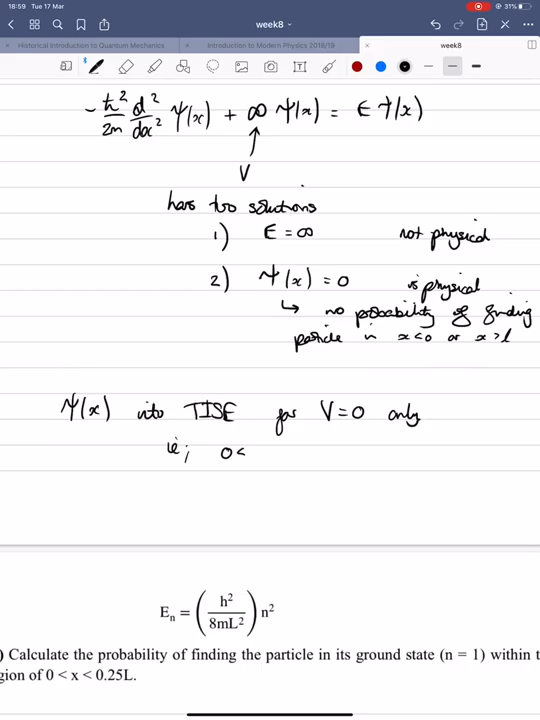 18:59 Tue 17 Mar
31%
week8
Historical Introduction to Quantum Mechanics
Introduction to Modern Physics 2018/19
week8
-ħ²/2m d²/dx² Ψ(x) + ∞ Ψ(x) = E Ψ(x)
V
has two solutions
1) E = ∞ not physical
2) Ψ(x) = 0 is physical
↳ no probability of finding
particle in x<0 or x>l
Ψ(x) into TISE for V=0 only
ie; 0<
Eₙ = (h²/8mL²) n²
) Calculate the probability of finding the particle in its ground state (n = 1) within t
gion of 0 < x < 0.25L.